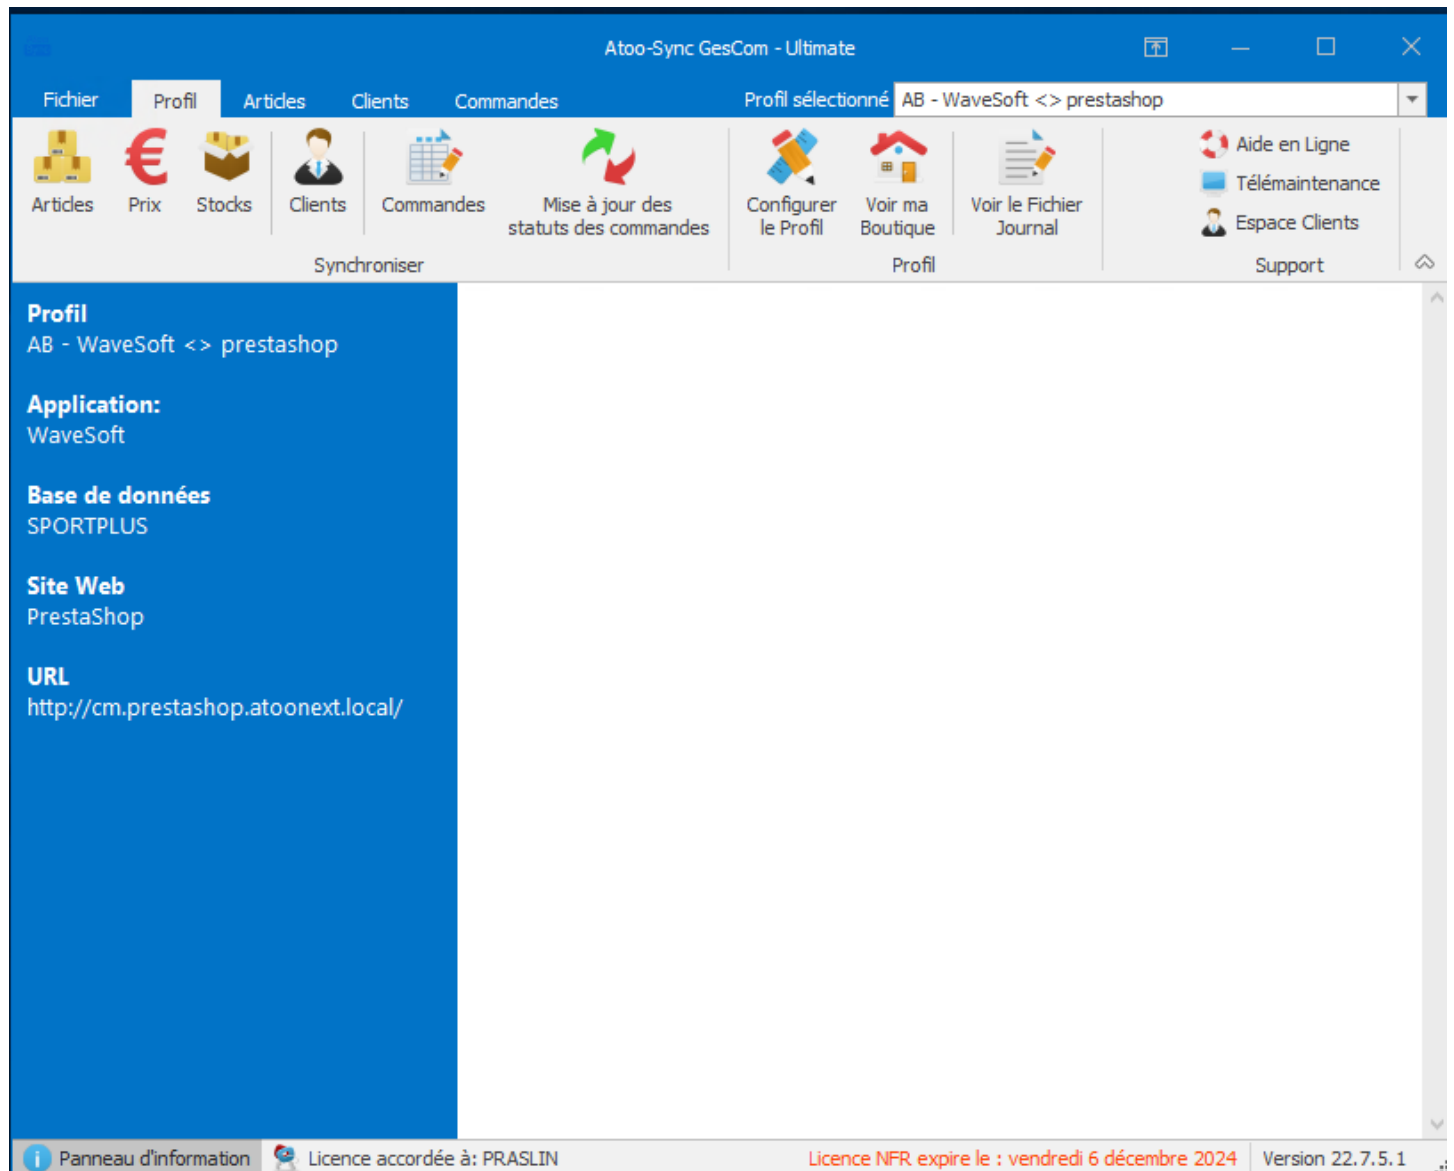 Atoo-Sync GesCom - Ultimate
Fichier Profil Articles Clients Commandes Profil sélectionné AB - WaveSoft <> prestashop
Articles Prix Stocks Clients Commandes Mise à jour des statuts des commandes
Synchroniser
Configurer le Profil Voir ma Boutique Voir le Fichier Journal
Profil
Aide en Ligne
Télémaintenance
Espace Clients
Support
Profil
AB - WaveSoft <> prestashop
Application:
WaveSoft
Base de données
SPORTPLUS
Site Web
PrestaShop
URL
http://cm.prestashop.atoonext.local/
Panneau d'information Licence accordée à: PRASLIN Licence NFR expire le : vendredi 6 décembre 2024 Version 22.7.5.1